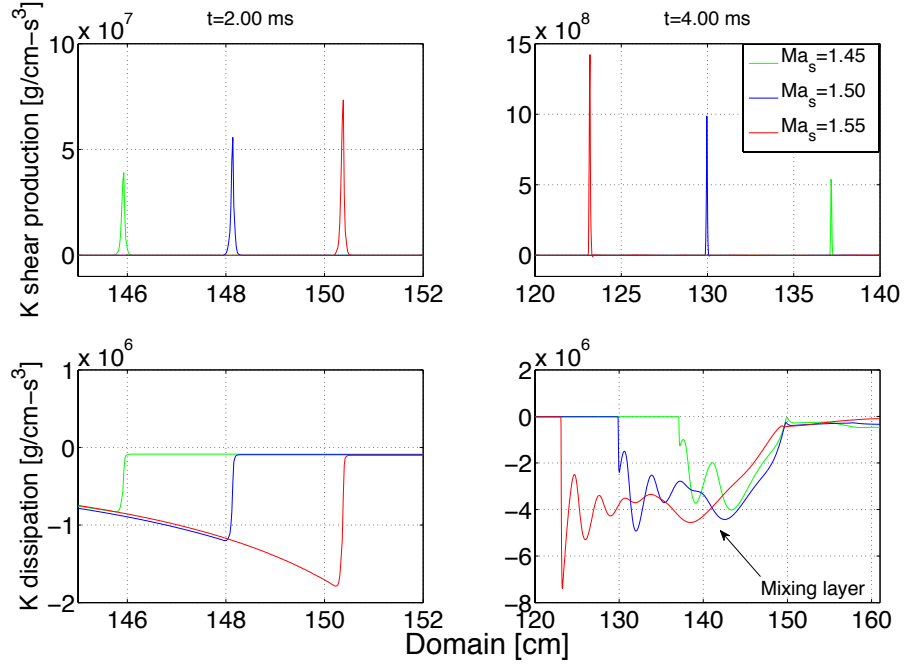 t=2.00 ms
t=4.00 ms
x 10^7
x 10^8
K shear production [g/cm−s^3]
10
5
0
146
148
150
152
15
10
5
0
120
125
130
135
140
Ma_s=1.45
Ma_s=1.50
Ma_s=1.55
x 10^6
x 10^6
K dissipation [g/cm−s^3]
1
0
−1
−2
146
148
150
152
2
0
−2
−4
−6
−8
120
130
140
150
160
Mixing layer
Domain [cm]